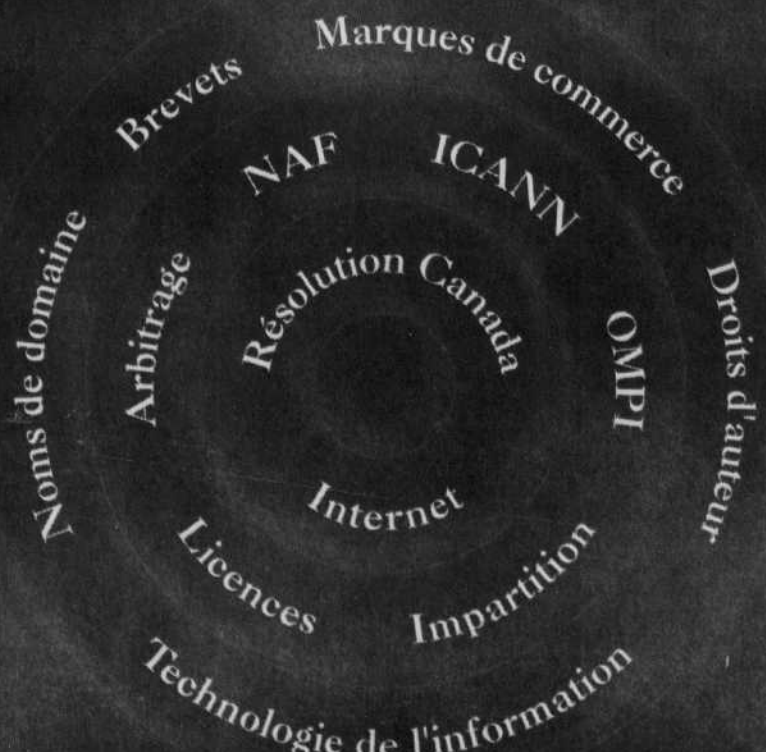 Marques de commerce
Brevets
NAF
ICANN
Noms de domaine
Arbitrage
Résolution Canada
OMPI
Droits d'auteur
Internet
Licences
Impartition
Technologie de l'information